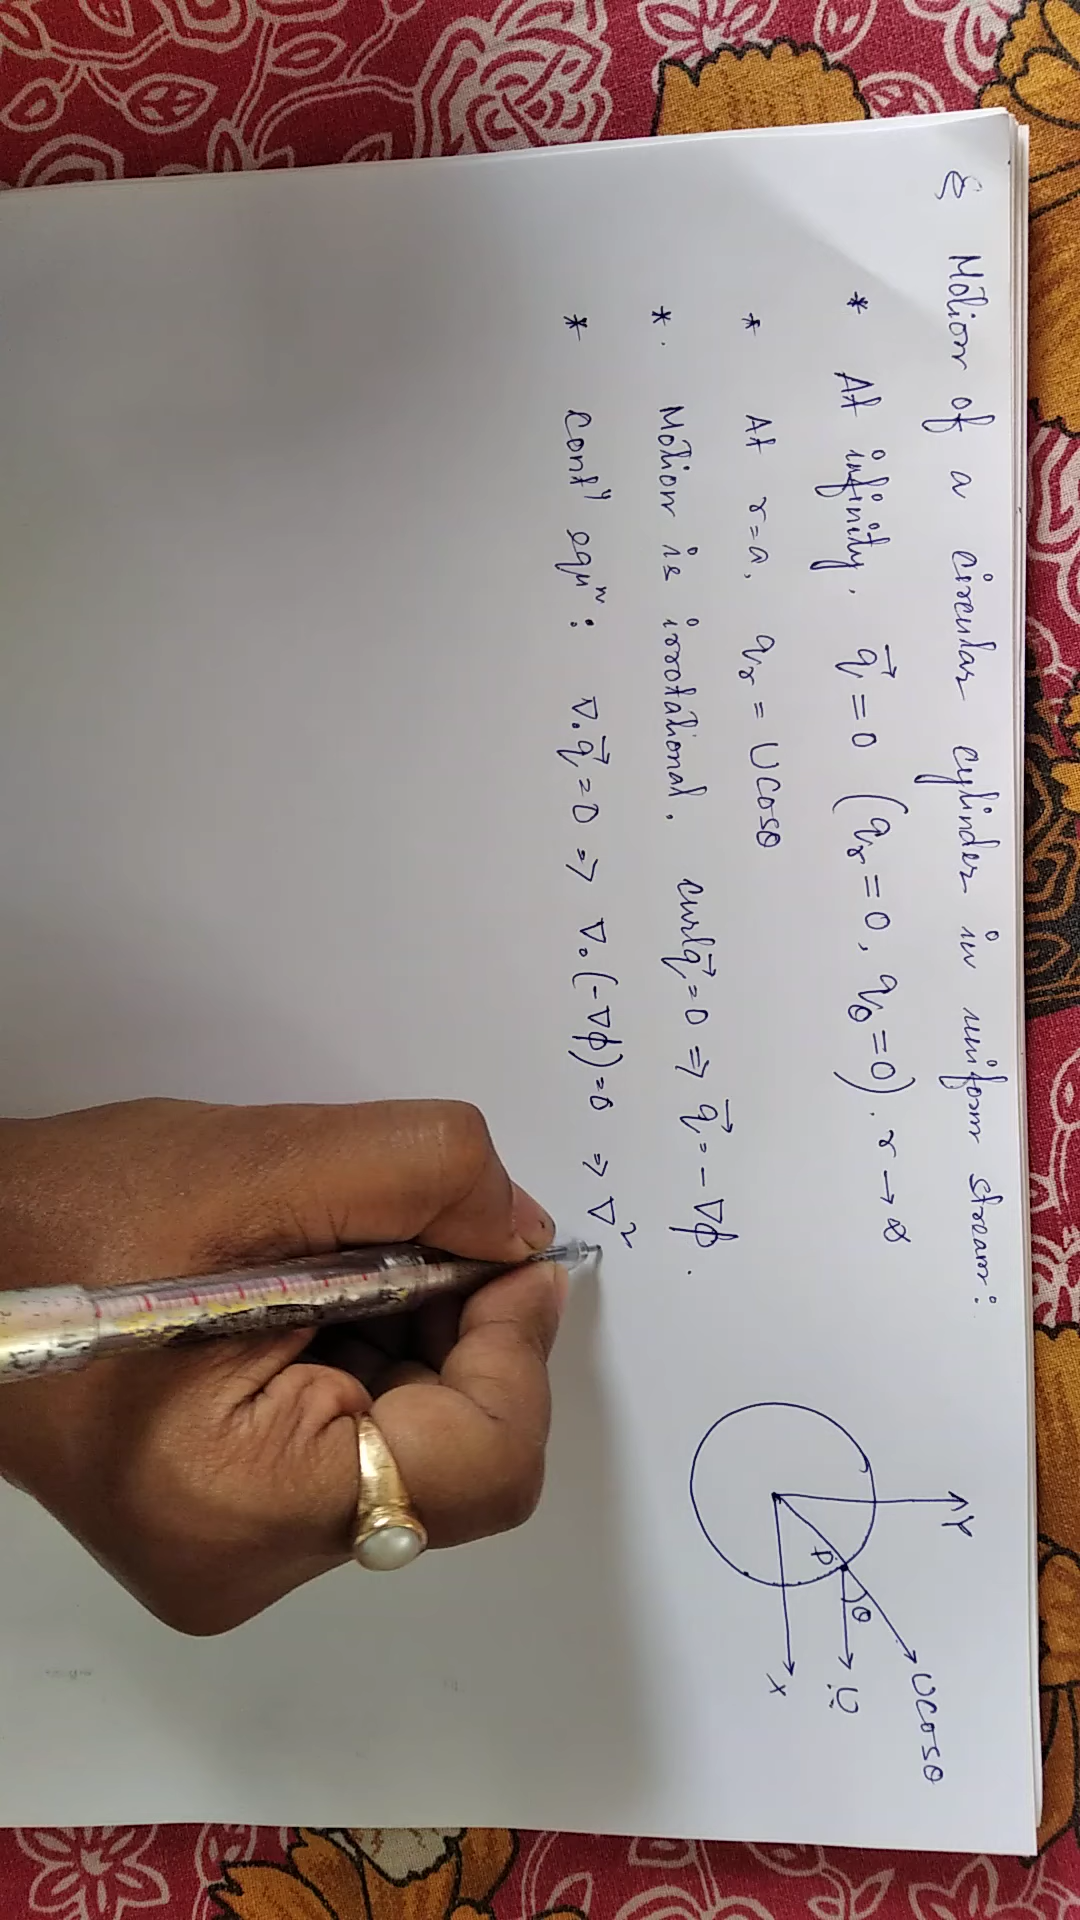 § Motion of a circular cylinder in uniform stream:
* At infinity, q⃗ = 0 (q_r = 0, q_θ = 0). r → ∞
* At r = a, q_r = U cosθ
*. Motion is irrotational. curl q⃗ = 0 ⇒ q⃗ = -∇ϕ.
* cont^y equ^n: ∇.q⃗ = 0 ⇒ ∇.(-∇ϕ) = 0 ⇒ ∇²
Y
U cosθ
θ
P
U
X